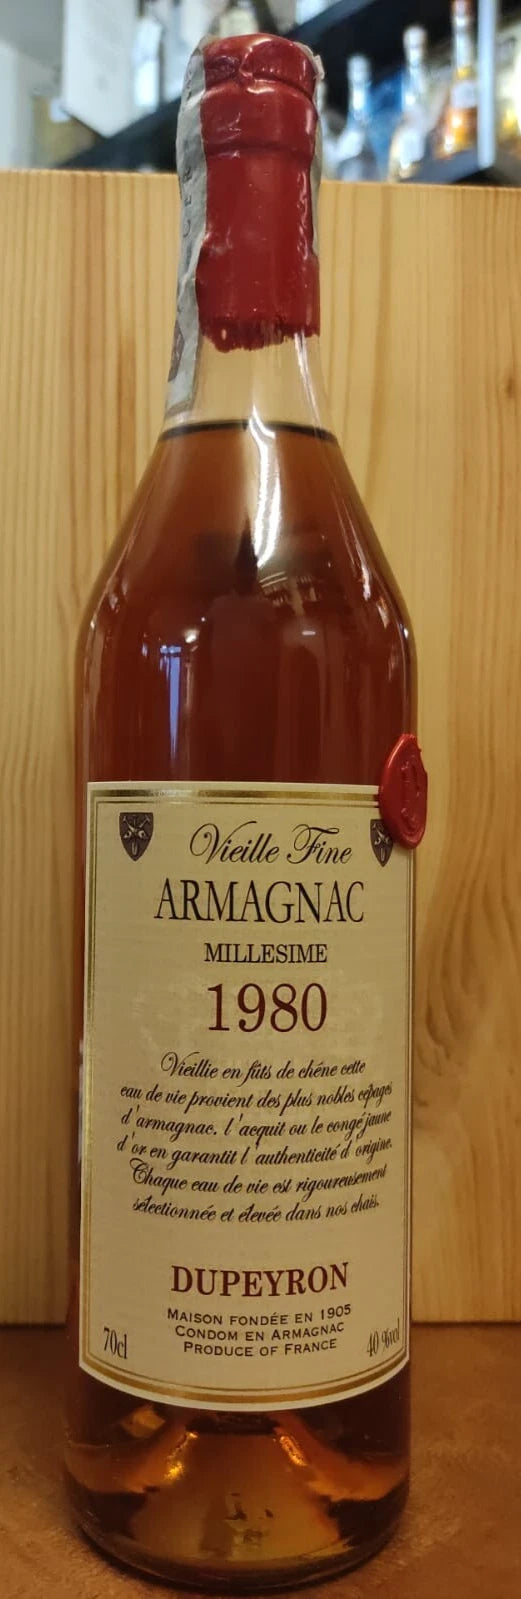 Vieille Fine
ARMAGNAC
MILLESIME
1980
Vieillie en fûts de chêne cette
eau de vie provient des plus nobles cépages
d'armagnac. l'acquit ou le congé jaune
d'or en garantit l'authenticité d'origine.
Chaque eau de vie est rigoureusement
sélectionnée et élevée dans nos chais.
DUPEYRON
MAISON FONDÉE EN 1905
CONDOM EN ARMAGNAC
PRODUCE OF FRANCE
70cl
40 %vol